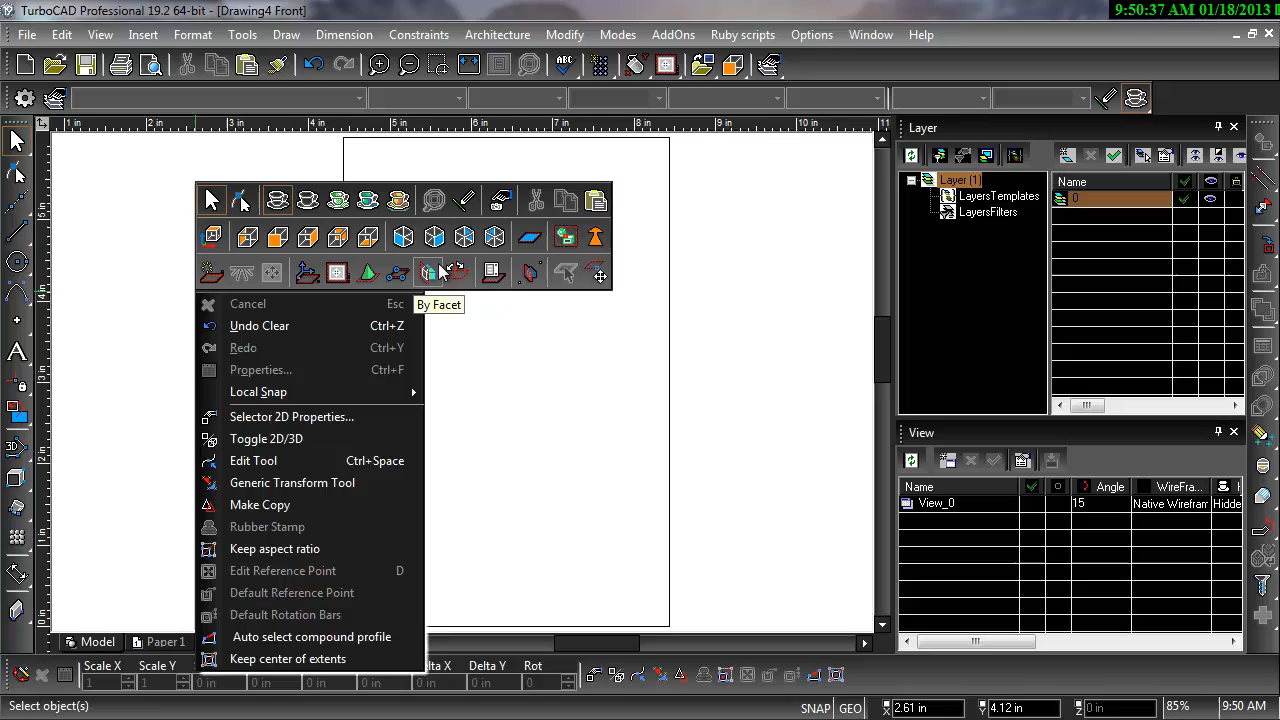 TurboCAD Professional 19.2 64-bit - [Drawing4 Front]
9:50:37 AM 01/18/2013
File Edit View Insert Format Tools Draw Dimension Constraints Architecture Modify Modes AddOns Ruby scripts Options Window Help
ABC
1 in 2 in 3 in 4 in 5 in 6 in 7 in 8 in 10 in 11
Layer
Layer (1)
LayersTemplates
LayersFilters
Name
0
By Facet
Cancel Esc
Undo Clear Ctrl+Z
Redo Ctrl+Y
Properties... Ctrl+F
Local Snap
Selector 2D Properties...
Toggle 2D/3D
Edit Tool Ctrl+Space
Generic Transform Tool
Make Copy
Rubber Stamp
Keep aspect ratio
Edit Reference Point D
Default Reference Point
Default Rotation Bars
Auto select compound profile
Keep center of extents
View
Name Angle WireFra...
View_0 15 Native Wirefram Hidde
Model Paper 1
Scale X Scale Y Delta X Delta Y Rot
1 1 0 in 0 in 0 in 0 in 0 in 0 in 0
Select object(s)
SNAP GEO X 2.61 in Y 4.12 in Z 0 in 85% 9:50 AM